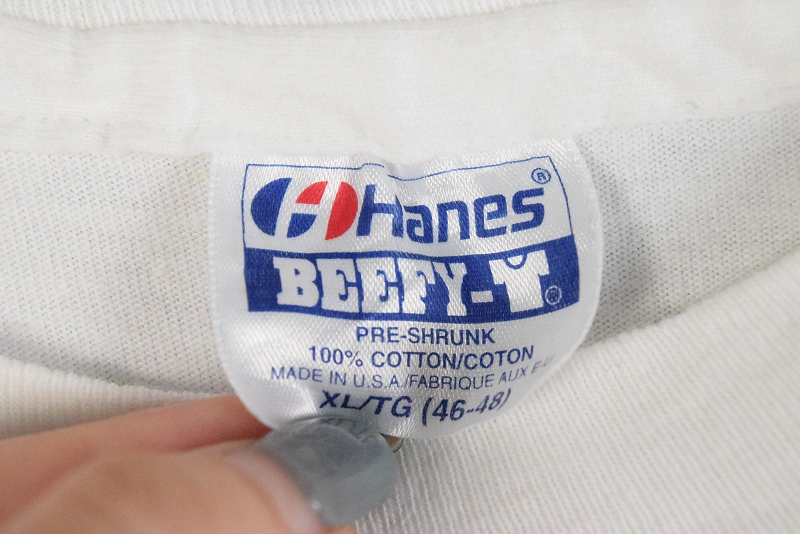 Hanes®
BEEFY-T®
PRE-SHRUNK
100% COTTON/COTON
MADE IN U.S.A./FABRIQUE AUX E-U
XL/TG (46-48)